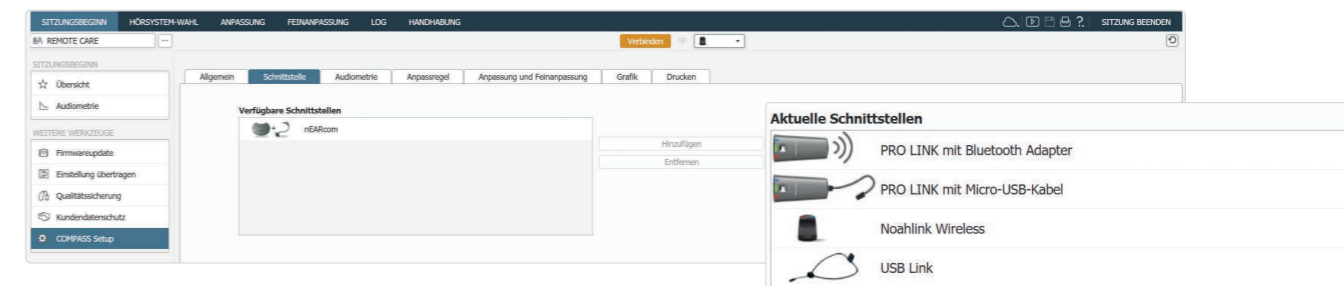 SITZUNGSBEGINN HÖRSYSTEM-WAHL ANPASSUNG FEINANPASSUNG LOG HANDHABUNG SITZUNG BEENDEN
REMOTE CARE Verbinden
SITZUNGSBEGINN
Allgemein Schnittstelle Audiometrie Anpassregel Anpassung und Feinanpassung Grafik Drucken
Übersicht
Audiometrie
WEITERE WERKZEUGE
Firmwareupdate
Einstellung übertragen
Qualitätssicherung
Kundendatenschutz
COMPASS Setup
Verfügbare Schnittstellen
nEARcom
Hinzufügen
Entfernen
Aktuelle Schnittstellen
PRO LINK mit Bluetooth Adapter
PRO LINK mit Micro-USB-Kabel
Noahlink Wireless
USB Link